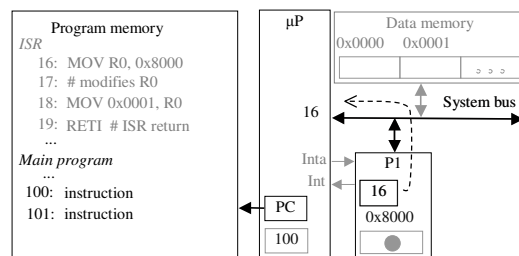 Program memory
ISR
16: MOV R0, 0x8000
17: # modifies R0
18: MOV 0x0001, R0
19: RETI # ISR return
...
Main program
...
100: instruction
101: instruction
μP
16
Inta
Int
PC
100
Data memory
0x0000 0x0001
System bus
P1
16
0x8000